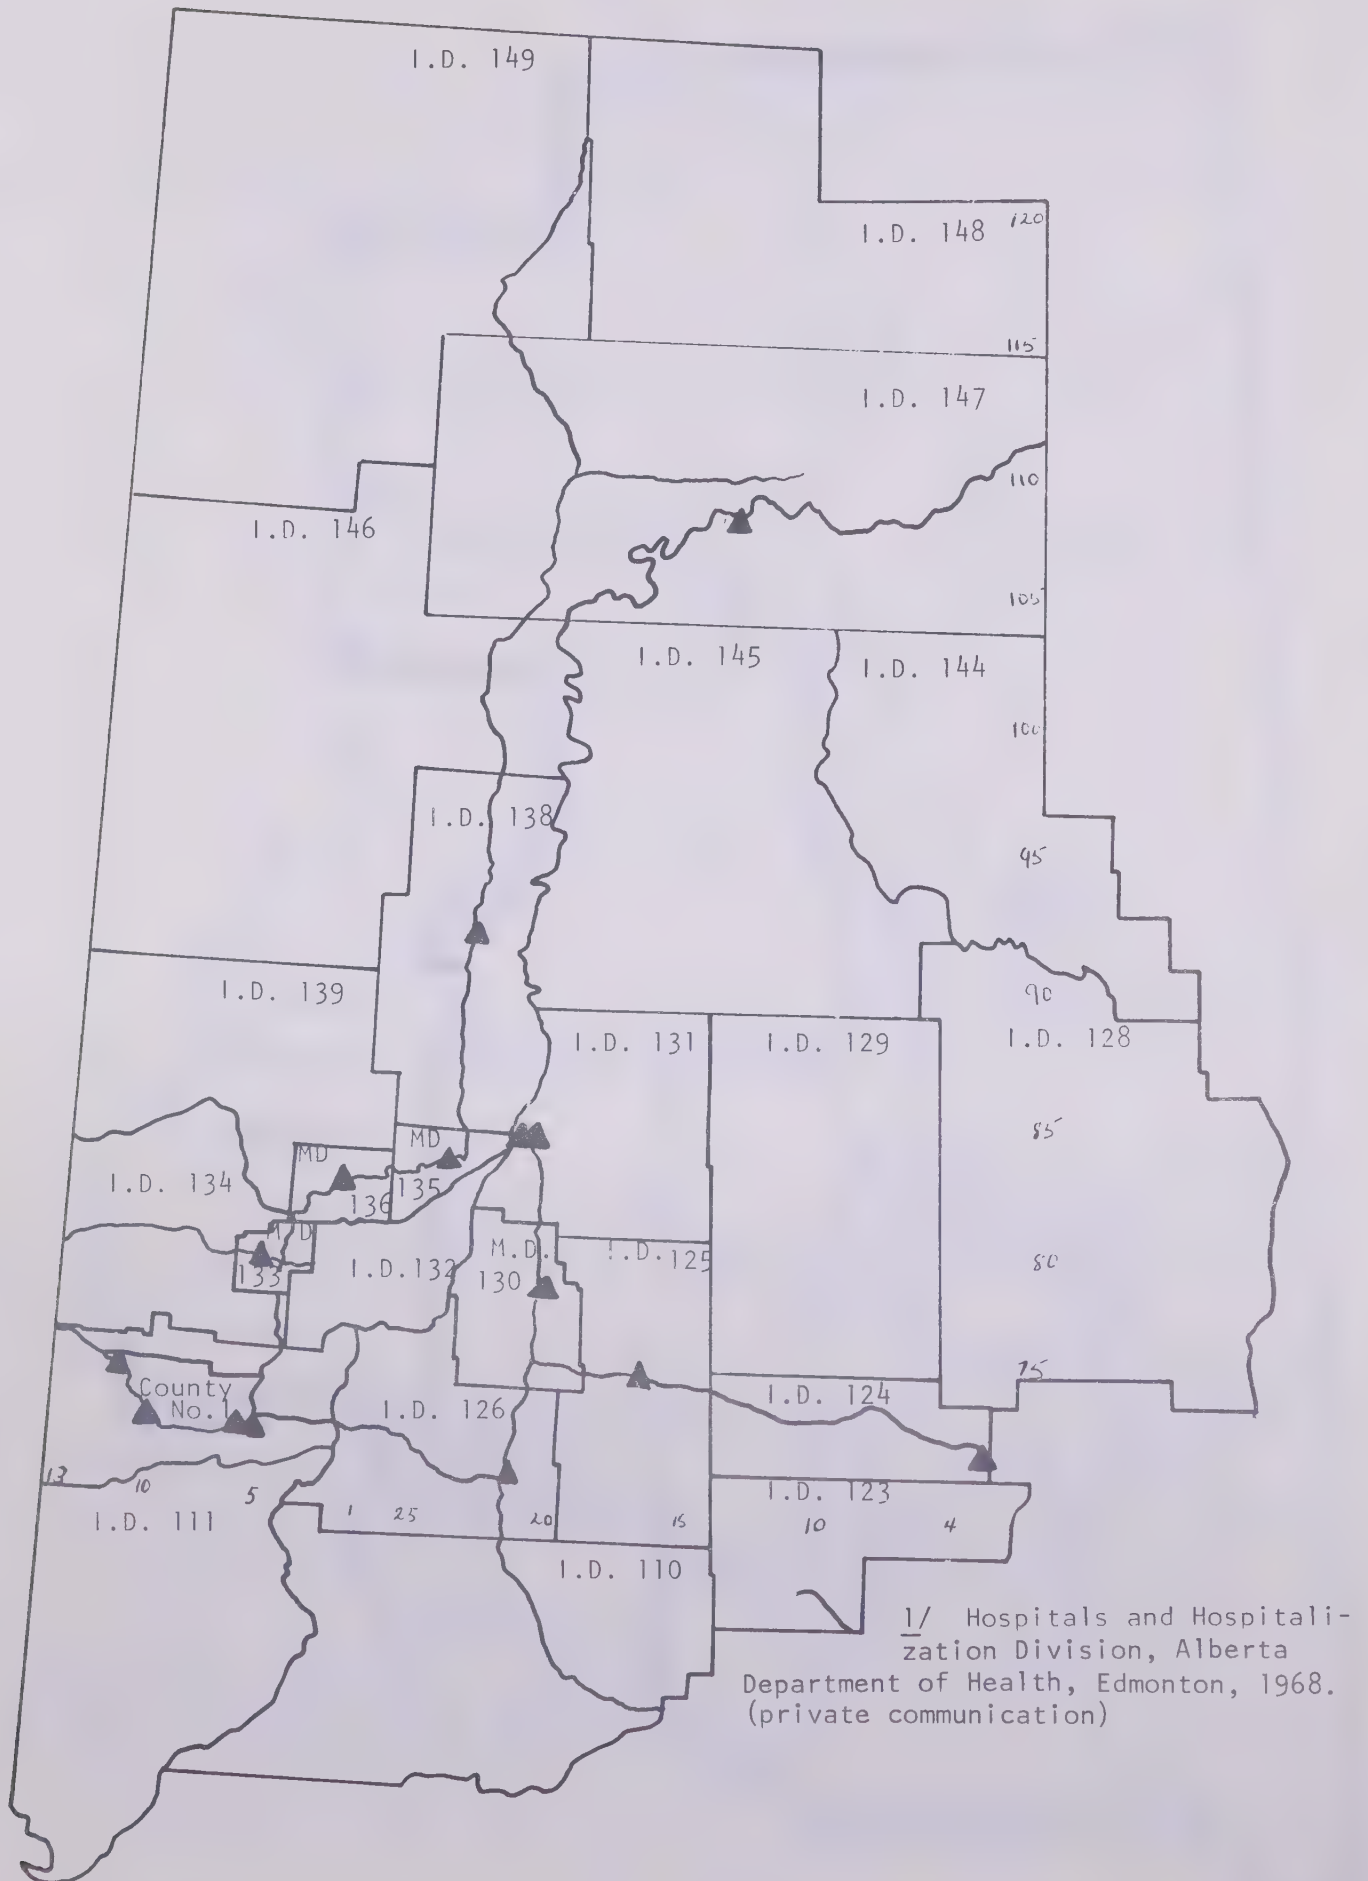 I.D. 149
I.D. 148
120
115
I.D. 147
110
I.D. 146
105
I.D. 145
I.D. 144
100
I.D. 138
95
I.D. 139
90
I.D. 131
I.D. 129
I.D. 128
85
MD
135
MD
136
I.D. 134
M.D.
133
I.D. 132
M.D.
130
I.D. 125
80
75
County
No.1
I.D. 126
I.D. 124
13
10
5
1
25
20
15
I.D. 123
10
4
I.D. 111
I.D. 110
1/ Hospitals and Hospitali-
zation Division, Alberta
Department of Health, Edmonton, 1968.
(private communication)